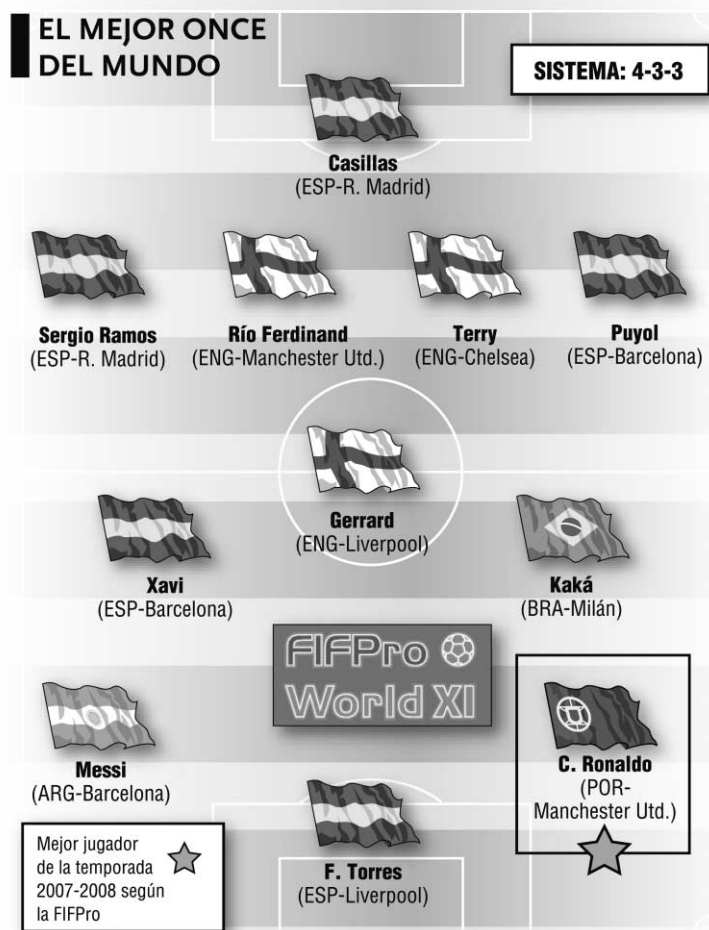 EL MEJOR ONCE
DEL MUNDO
SISTEMA: 4-3-3
Casillas
(ESP-R. Madrid)
Sergio Ramos
(ESP-R. Madrid)
Río Ferdinand
(ENG-Manchester Utd.)
Terry
(ENG-Chelsea)
Puyol
(ESP-Barcelona)
Gerrard
(ENG-Liverpool)
Xavi
(ESP-Barcelona)
Kaká
(BRA-Milán)
FIFPro
World XI
Messi
(ARG-Barcelona)
C. Ronaldo
(POR-
Manchester Utd.)
F. Torres
(ESP-Liverpool)
Mejor jugador
de la temporada
2007-2008 según
la FIFPro